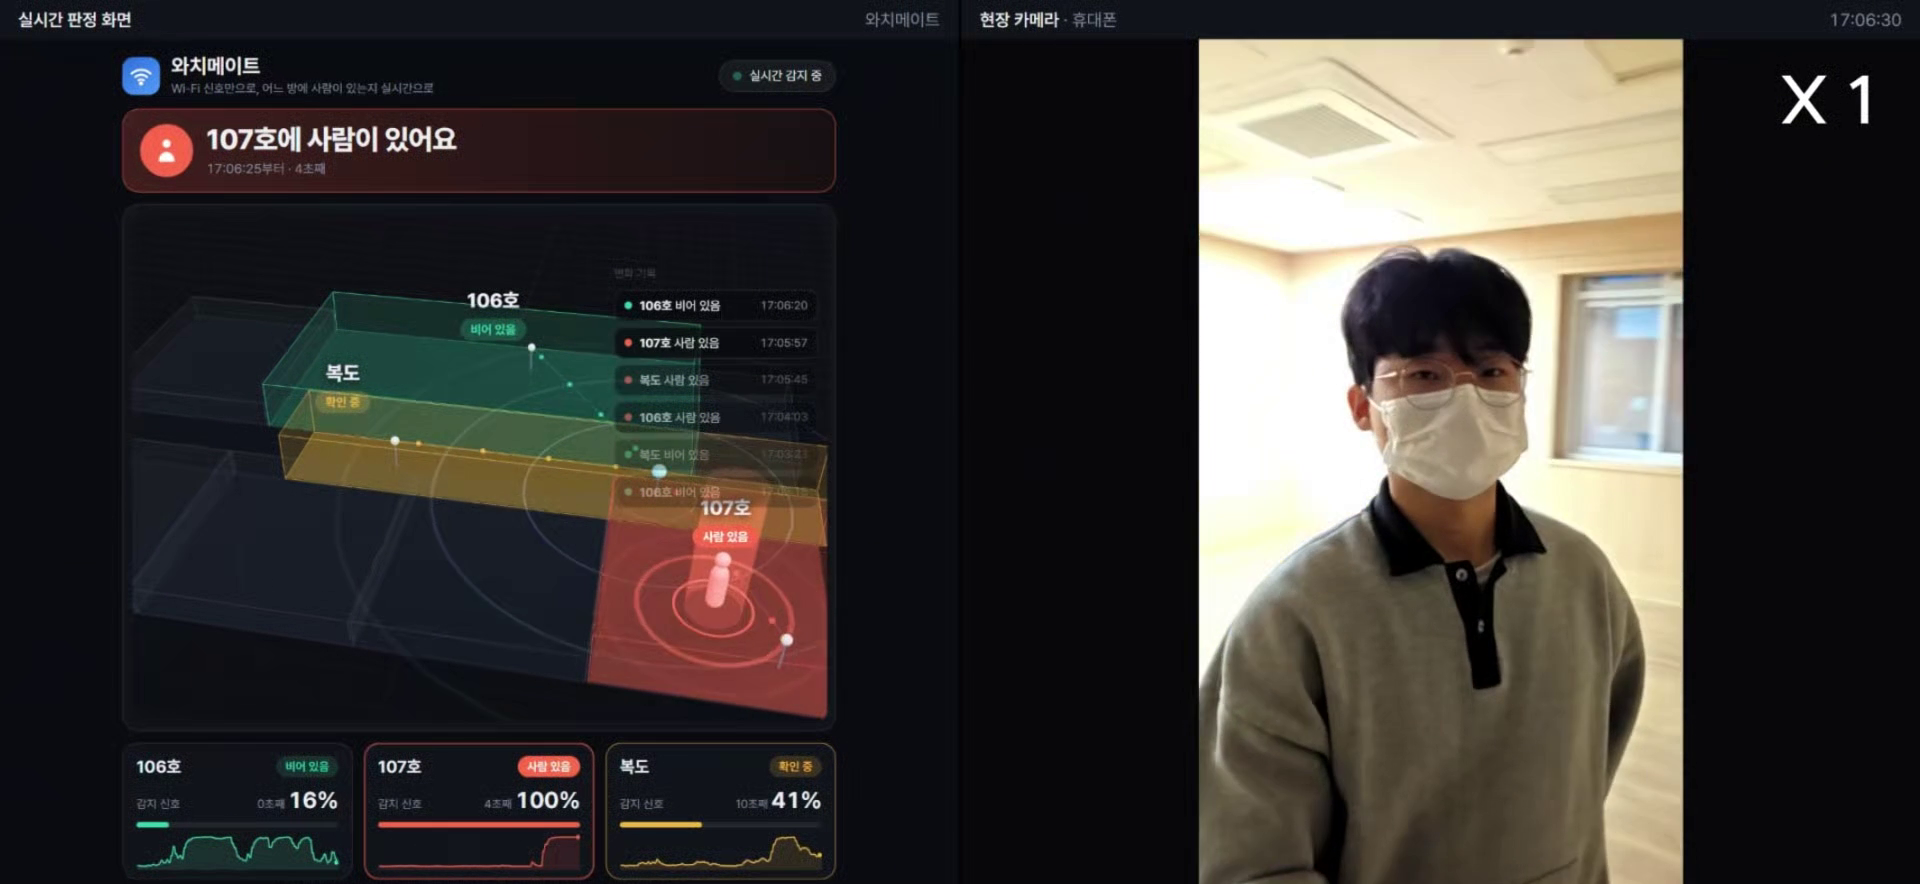 실시간 판정 화면
와치메이트
현장 카메라 · 휴대폰
17:06:30
와치메이트
Wi-Fi 신호만으로, 어느 방에 사람이 있는지 실시간으로
실시간 감지 중
X 1
107호에 사람이 있어요
17:06:25부터 · 4초째
변화 기록
106호 비어 있음 17:06:20
107호 사람 있음 17:05:57
복도 사람 있음 17:05:45
106호 사람 있음 17:04:03
복도 비어 있음
106호 비어 있음
106호
비어 있음
복도
확인 중
107호
사람 있음
106호 비어 있음
감지 신호 0초째 16%
107호 사람 있음
감지 신호 4초째 100%
복도 확인 중
감지 신호 10초째 41%